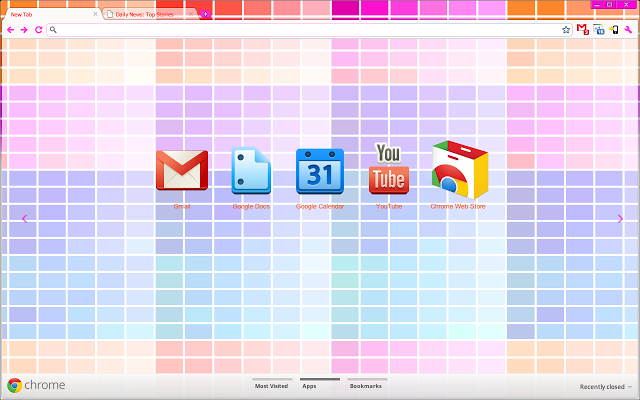 New Tab
Daily News: Top Stories
31
You
Tube
Gmail
Google Docs
Google Calendar
YouTube
Chrome Web Store
chrome
Most Visited
Apps
Bookmarks
Recently closed